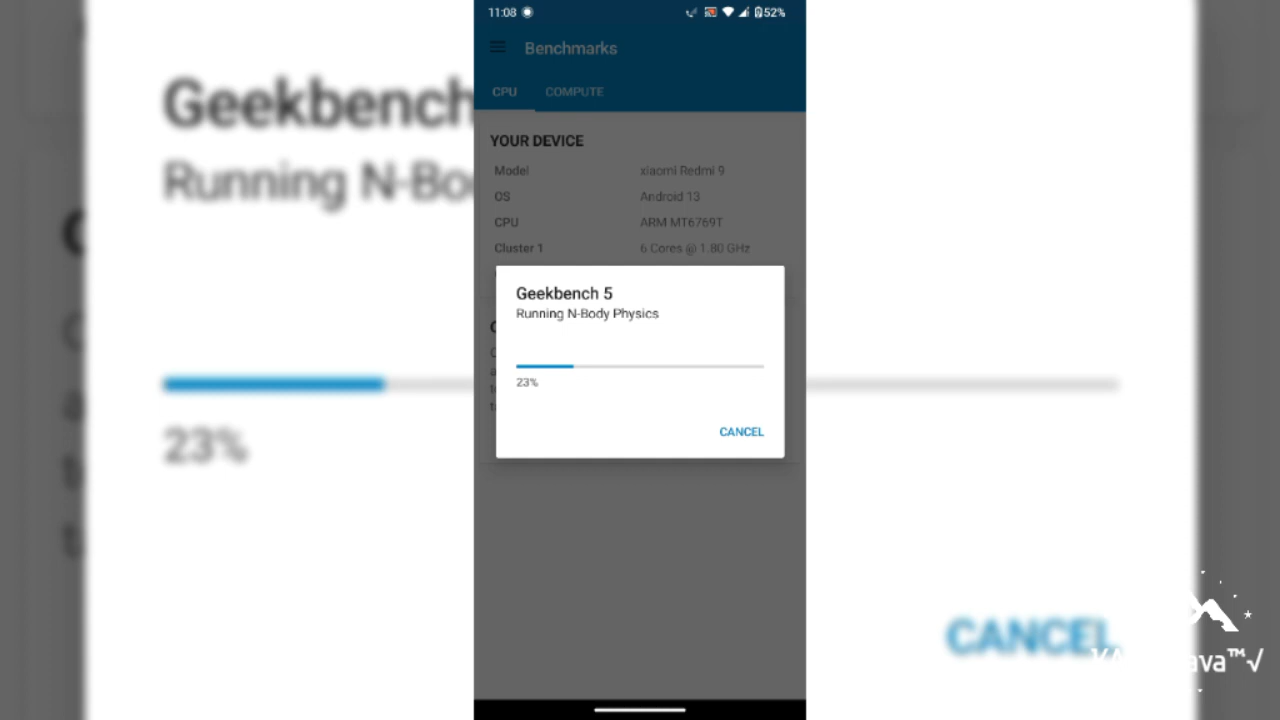 11:08
52%
Benchmarks
CPU COMPUTE
YOUR DEVICE
Model xiaomi Redmi 9
OS Android 13
CPU ARM MT6769T
Cluster 1 6 Cores @ 1.80 GHz
Geekbench 5
Running N-Body Physics
23%
CANCEL
Geekbench
Running N-Bo
23%
CANCEL
ava™√